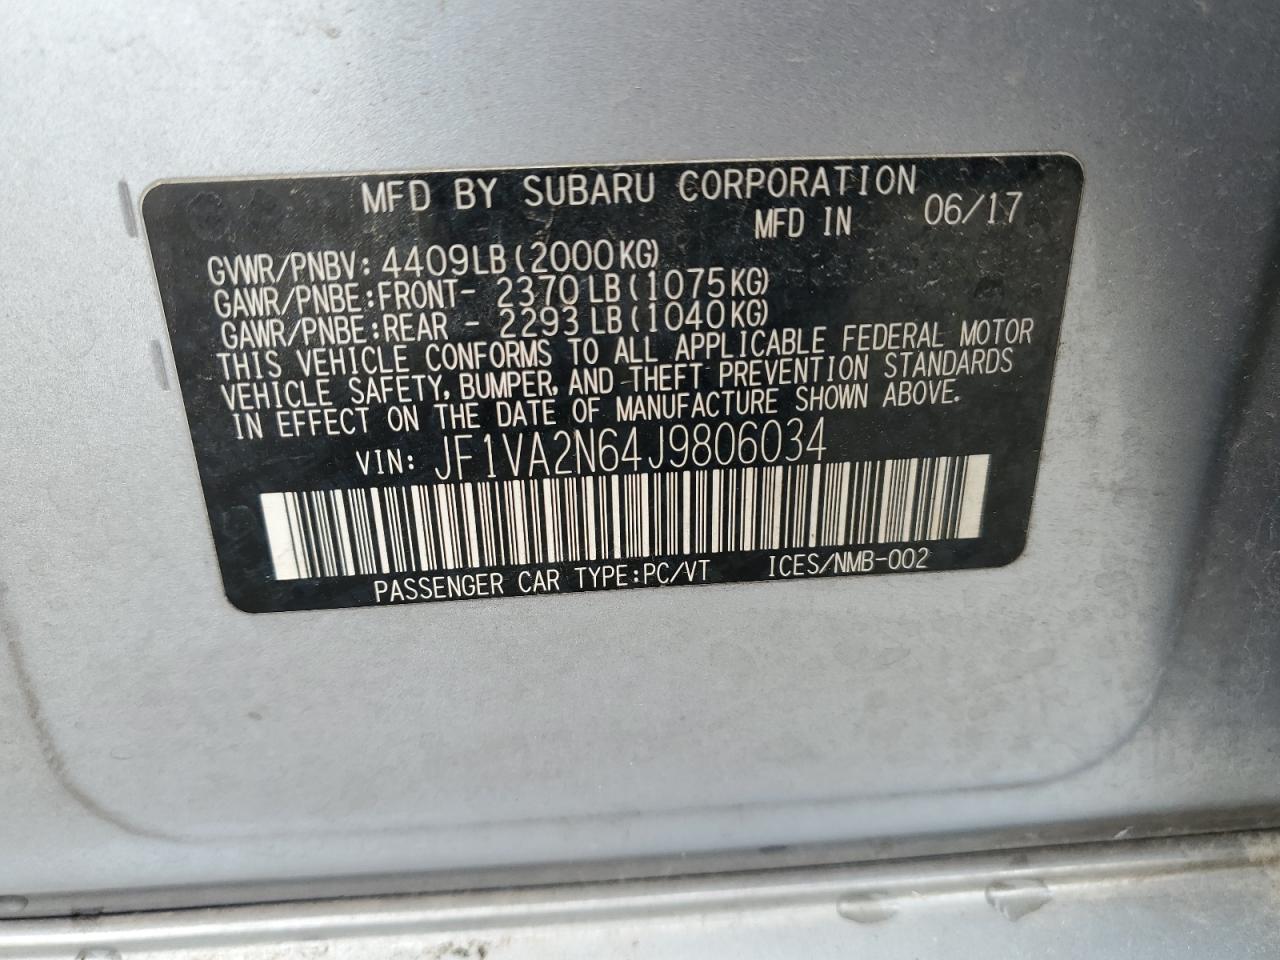 MFD BY SUBARU CORPORATION
MFD IN 06/17
GVWR/PNBV: 4409LB(2000KG)
GAWR/PNBE:FRONT- 2370LB(1075KG)
GAWR/PNBE:REAR - 2293LB(1040KG)
THIS VEHICLE CONFORMS TO ALL APPLICABLE FEDERAL MOTOR
VEHICLE SAFETY, BUMPER, AND THEFT PREVENTION STANDARDS
IN EFFECT ON THE DATE OF MANUFACTURE SHOWN ABOVE.
VIN: JF1VA2N64J9806034
PASSENGER CAR TYPE:PC/VT ICES/NMB-002